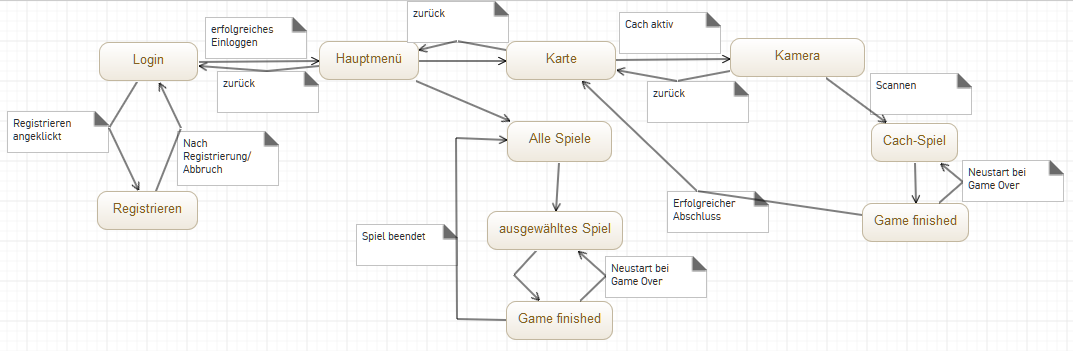 zurück
erfolgreiches
Einloggen
Cach aktiv
Login
Hauptmenü
Karte
Kamera
zurück
zurück
Scannen
Registrieren
angeklickt
Nach
Registrierung/
Abbruch
Alle Spiele
Cach-Spiel
Neustart bei
Game Over
Registrieren
Erfolgreicher
Abschluss
Game finished
Spiel beendet
ausgewähltes Spiel
Neustart bei
Game Over
Game finished